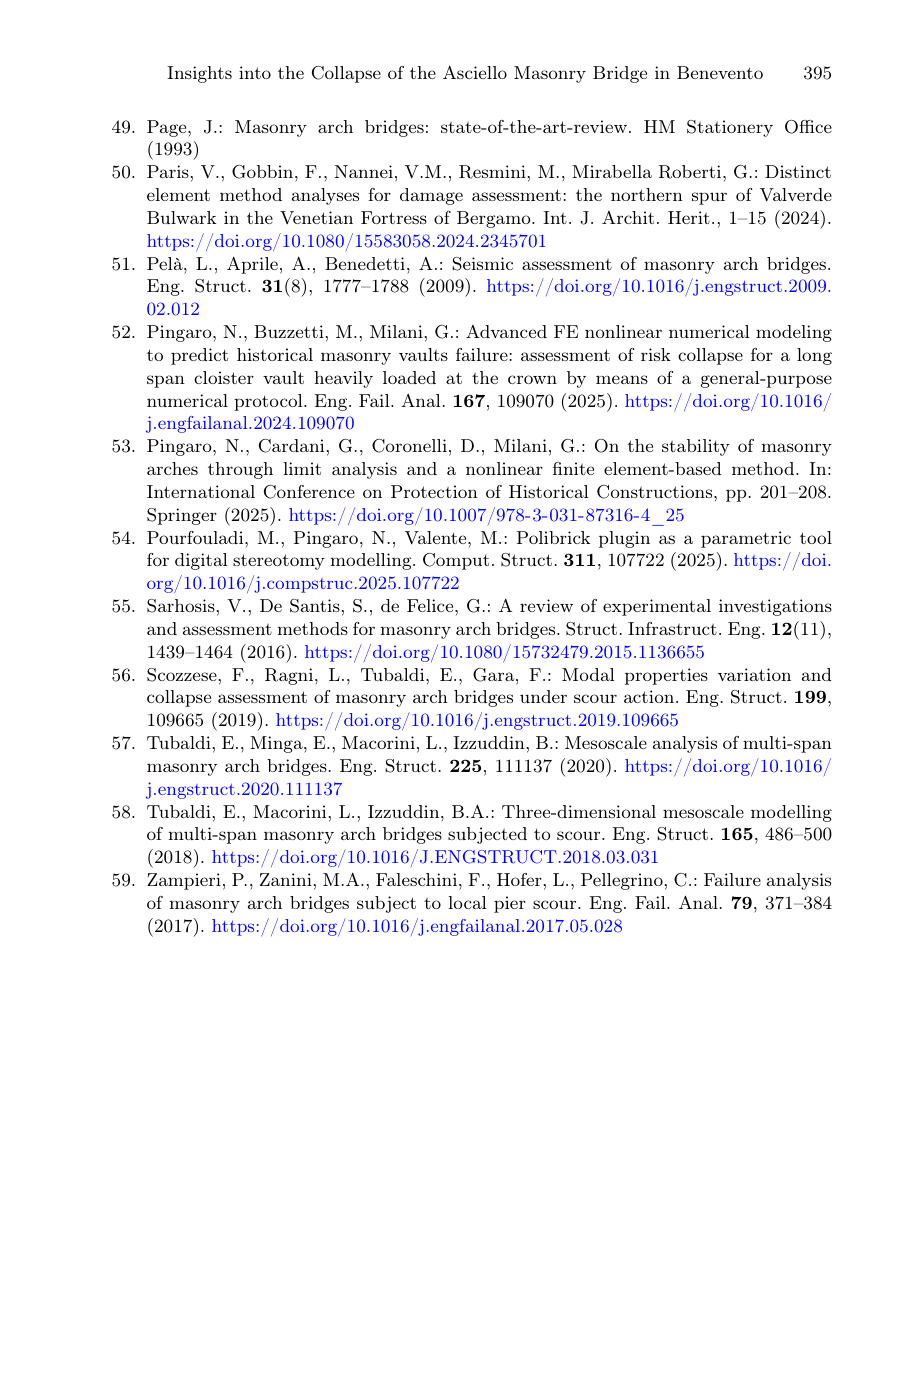 Insights into the Collapse of the Asciello Masonry Bridge in Benevento 395
49. Page, J.: Masonry arch bridges: state-of-the-art-review. HM Stationery Office
(1993)
50. Paris, V., Gobbin, F., Nannei, V.M., Resmini, M., Mirabella Roberti, G.: Distinct
element method analyses for damage assessment: the northern spur of Valverde
Bulwark in the Venetian Fortress of Bergamo. Int. J. Archit. Herit., 1–15 (2024).
https://doi.org/10.1080/15583058.2024.2345701
51. Pelà, L., Aprile, A., Benedetti, A.: Seismic assessment of masonry arch bridges.
Eng. Struct. 31(8), 1777–1788 (2009). https://doi.org/10.1016/j.engstruct.2009.
02.012
52. Pingaro, N., Buzzetti, M., Milani, G.: Advanced FE nonlinear numerical modeling
to predict historical masonry vaults failure: assessment of risk collapse for a long
span cloister vault heavily loaded at the crown by means of a general-purpose
numerical protocol. Eng. Fail. Anal. 167, 109070 (2025). https://doi.org/10.1016/
j.engfailanal.2024.109070
53. Pingaro, N., Cardani, G., Coronelli, D., Milani, G.: On the stability of masonry
arches through limit analysis and a nonlinear finite element-based method. In:
International Conference on Protection of Historical Constructions, pp. 201–208.
Springer (2025). https://doi.org/10.1007/978-3-031-87316-4_25
54. Pourfouladi, M., Pingaro, N., Valente, M.: Polibrick plugin as a parametric tool
for digital stereotomy modelling. Comput. Struct. 311, 107722 (2025). https://doi.
org/10.1016/j.compstruc.2025.107722
55. Sarhosis, V., De Santis, S., de Felice, G.: A review of experimental investigations
and assessment methods for masonry arch bridges. Struct. Infrastruct. Eng. 12(11),
1439–1464 (2016). https://doi.org/10.1080/15732479.2015.1136655
56. Scozzese, F., Ragni, L., Tubaldi, E., Gara, F.: Modal properties variation and
collapse assessment of masonry arch bridges under scour action. Eng. Struct. 199,
109665 (2019). https://doi.org/10.1016/j.engstruct.2019.109665
57. Tubaldi, E., Minga, E., Macorini, L., Izzuddin, B.: Mesoscale analysis of multi-span
masonry arch bridges. Eng. Struct. 225, 111137 (2020). https://doi.org/10.1016/
j.engstruct.2020.111137
58. Tubaldi, E., Macorini, L., Izzuddin, B.A.: Three-dimensional mesoscale modelling
of multi-span masonry arch bridges subjected to scour. Eng. Struct. 165, 486–500
(2018). https://doi.org/10.1016/J.ENGSTRUCT.2018.03.031
59. Zampieri, P., Zanini, M.A., Faleschini, F., Hofer, L., Pellegrino, C.: Failure analysis
of masonry arch bridges subject to local pier scour. Eng. Fail. Anal. 79, 371–384
(2017). https://doi.org/10.1016/j.engfailanal.2017.05.028